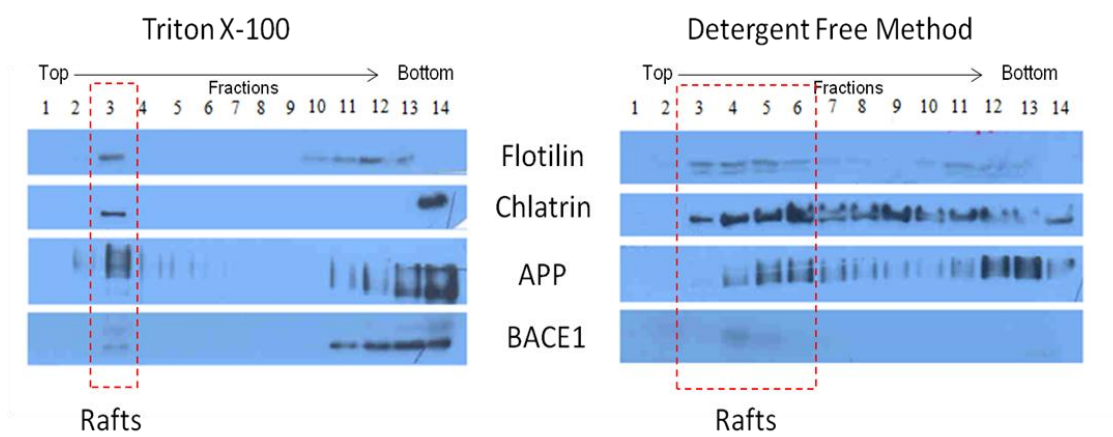 Triton X-100
Detergent Free Method
Top
Fractions
Bottom
1 2 3 4 5 6 7 8 9 10 11 12 13 14
Top
Fractions
Bottom
1 2 3 4 5 6 7 8 9 10 11 12 13 14
Flotilin
Chlatrin
APP
BACE1
Rafts
Rafts